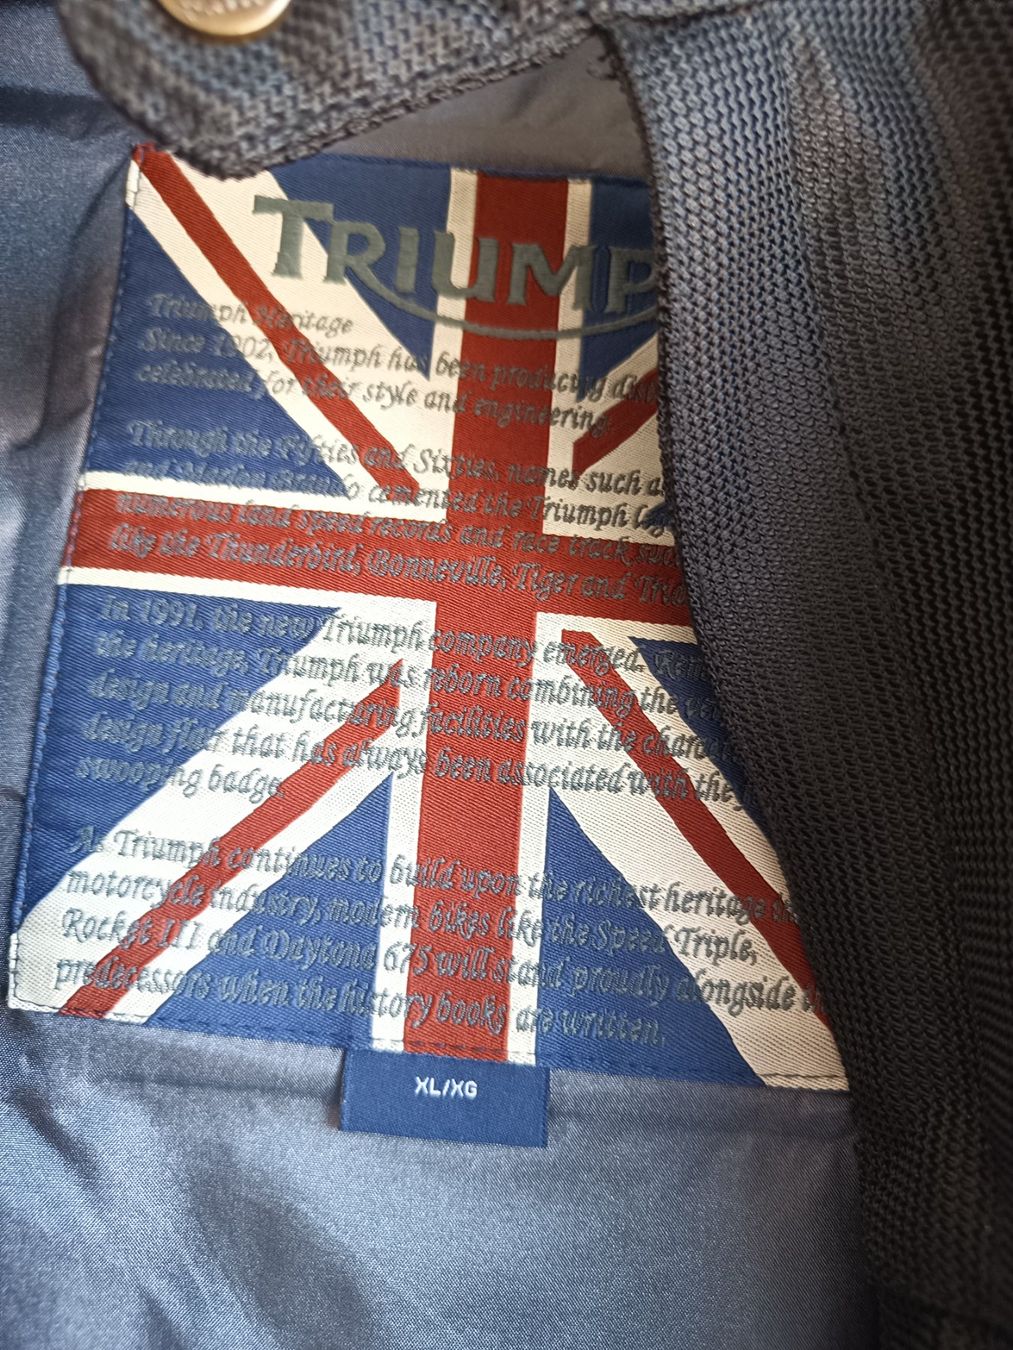 TRIUMP
Triumph Heritage
Since 1902, Triumph has been producing
celebrated for their style and engineering.
Through the Fifties and Sixties, names such as
and Marlon Brando cemented the Triumph
numerous land speed records and race track
like the Thunderbird, Bonneville, Tiger and
In 1991, the new Triumph company emerged.
the heritage, Triumph was reborn combining the
design and manufacturing facilities with the
design flair that has always been associated with the
swooping badge.
As Triumph continues to build upon the richest heritage
motorcycle industry, modern bikes like the Speed Triple,
Rocket III and Daytona 675 will stand proudly alongside
predecessors when the history books are written.
XL/XG